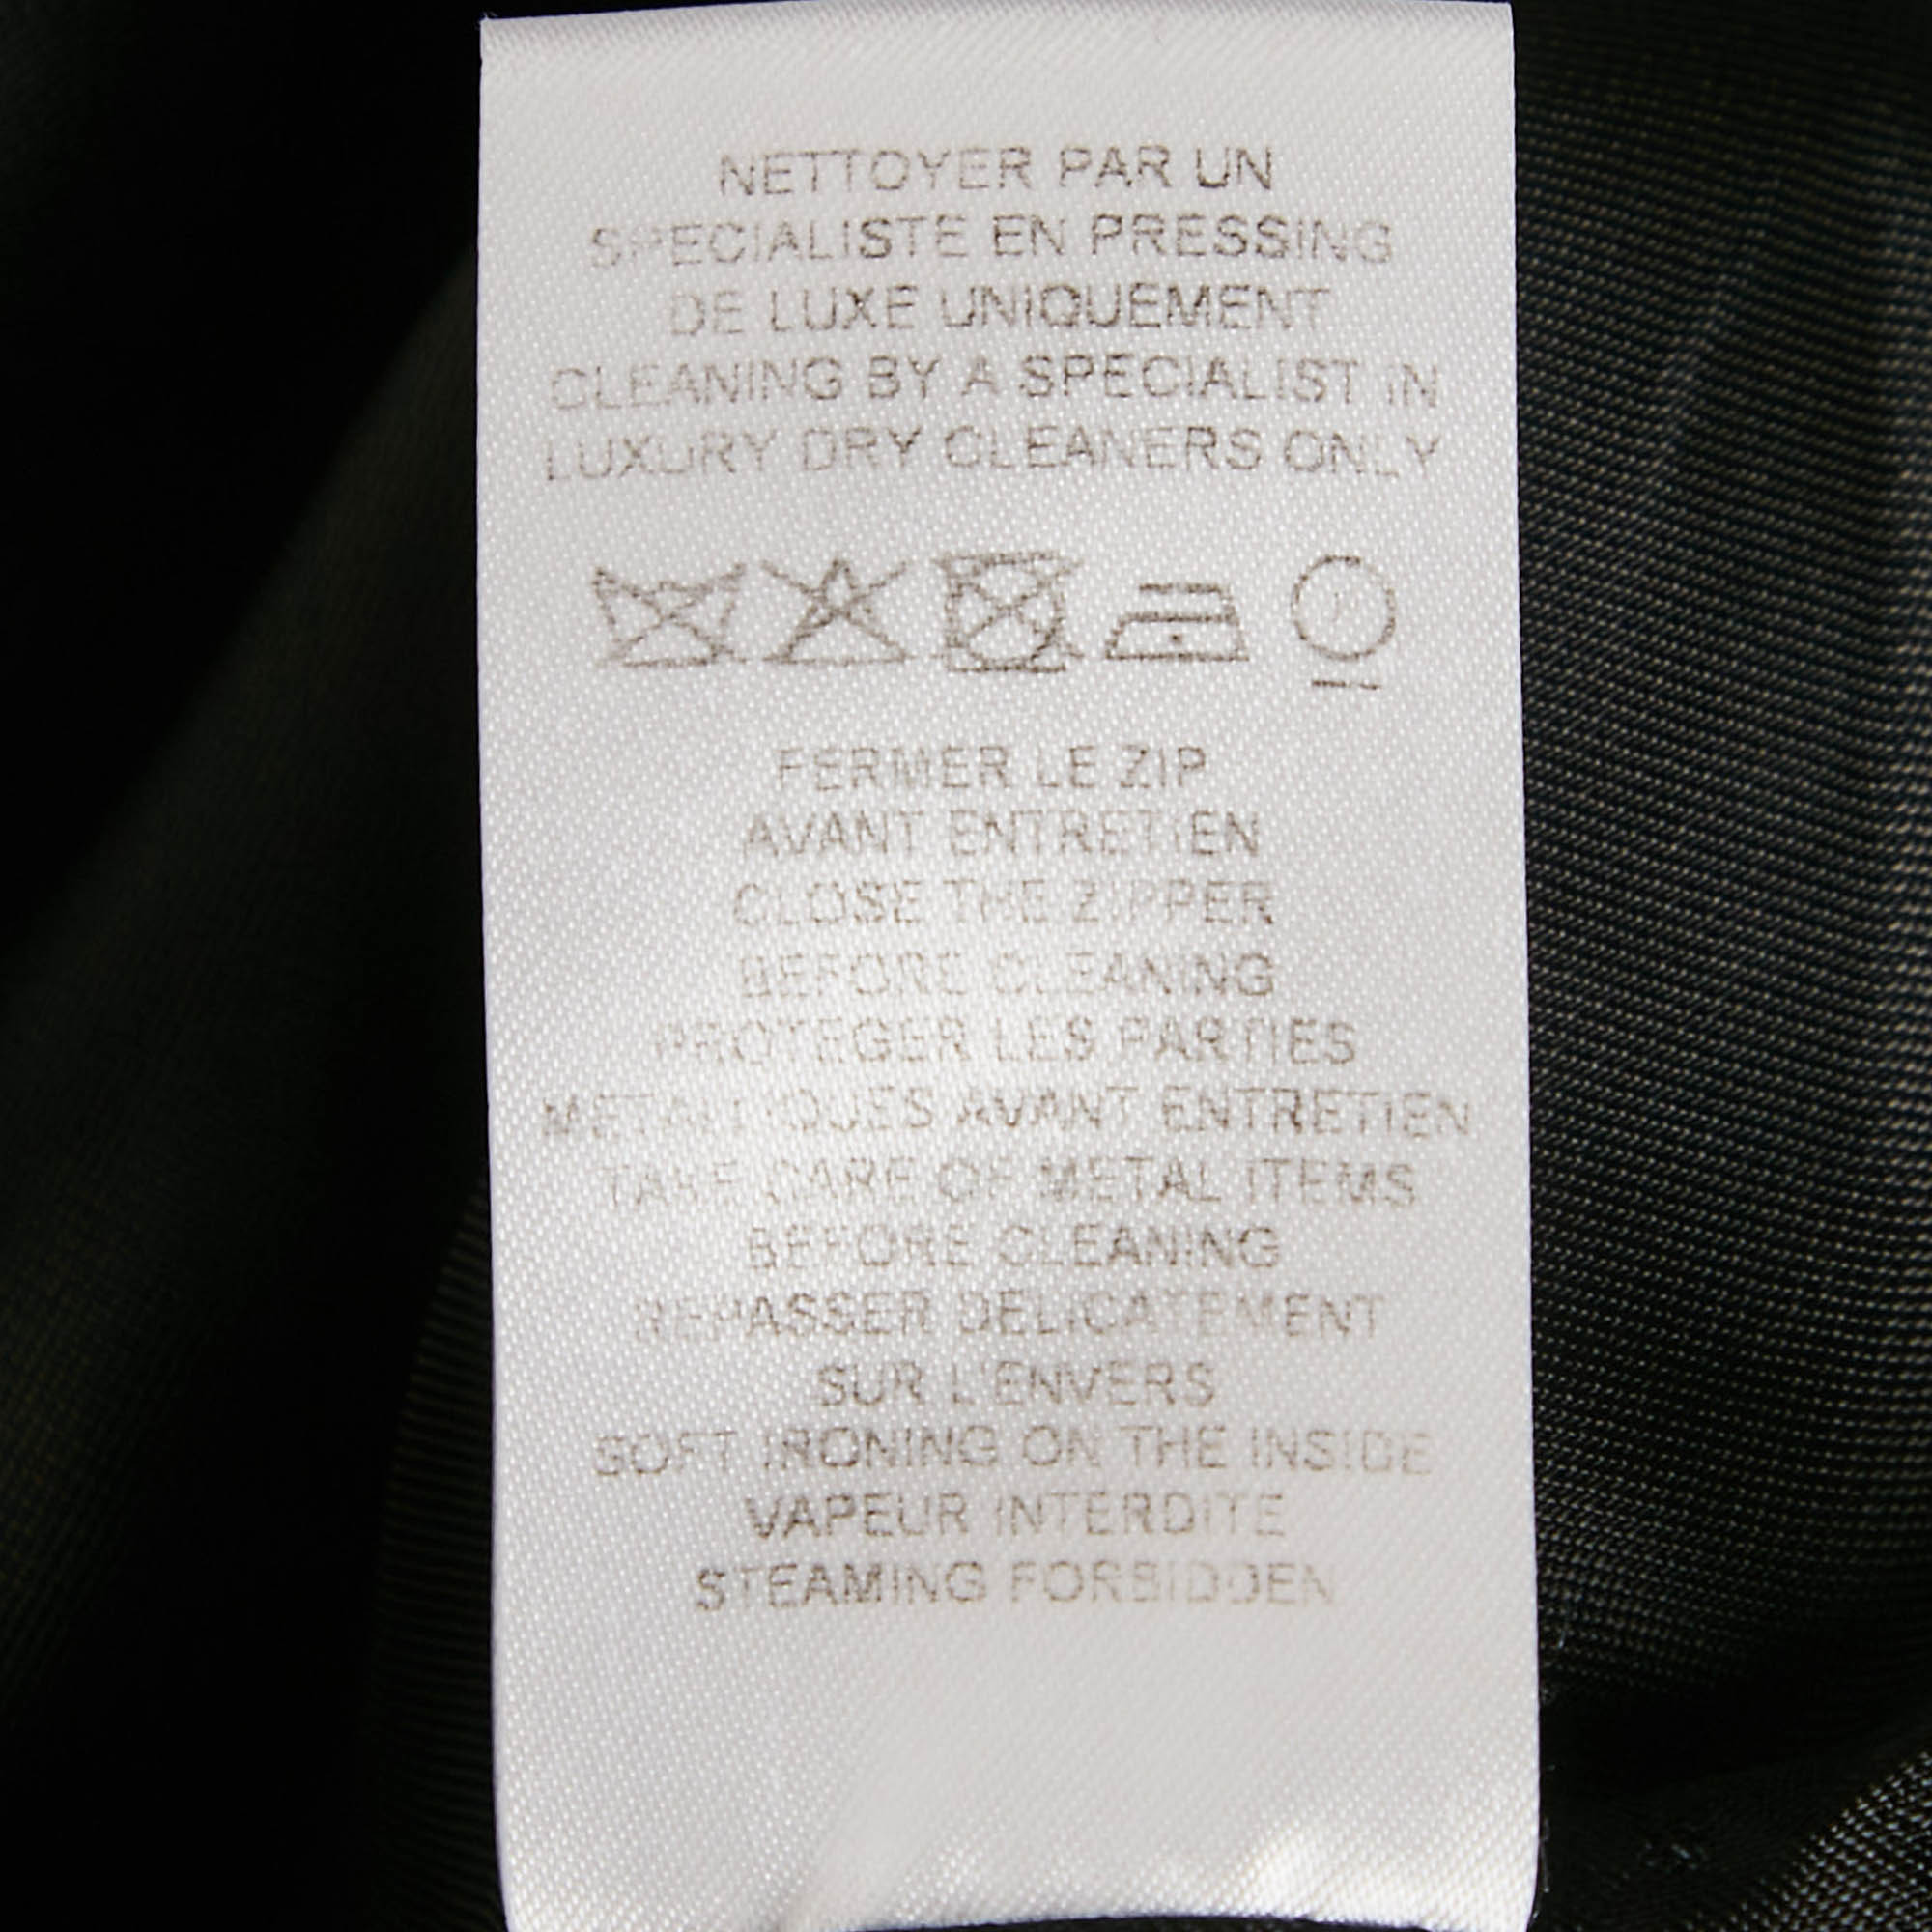 NETTOYER PAR UN
SPECIALISTE EN PRESSING
DE LUXE UNIQUEMENT
CLEANING BY A SPECIALIST IN
LUXURY DRY CLEANERS ONLY
FERMER LE ZIP
AVANT ENTRETIEN
CLOSE THE ZIPPER
BEFORE CLEANING
PROTEGER LES PARTIES
METALLIQUES AVANT ENTRETIEN
TAKE CARE OF METAL ITEMS
BEFORE CLEANING
REPASSER DELICATEMENT
SUR L'ENVERS
SOFT IRONING ON THE INSIDE
VAPEUR INTERDITE
STEAMING FORBIDDEN